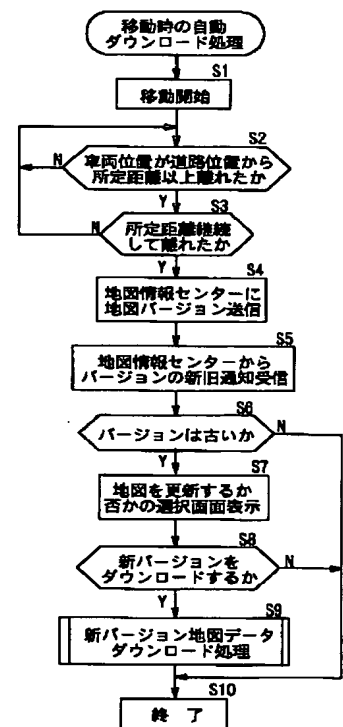 移動時の自動
ダウンロード処理
S1
移動開始
S2
車両位置が道路位置から
所定距離以上離れたか
N
Y
S3
所定距離継続
して離れたか
N
Y
S4
地図情報センターに
地図バージョン送信
S5
地図情報センターから
バージョンの新旧通知受信
S6
バージョンは古いか
N
Y
S7
地図を更新するか
否かの選択画面表示
S8
新バージョンを
ダウンロードするか
N
Y
S9
新バージョン地図データ
ダウンロード処理
S10
終 了